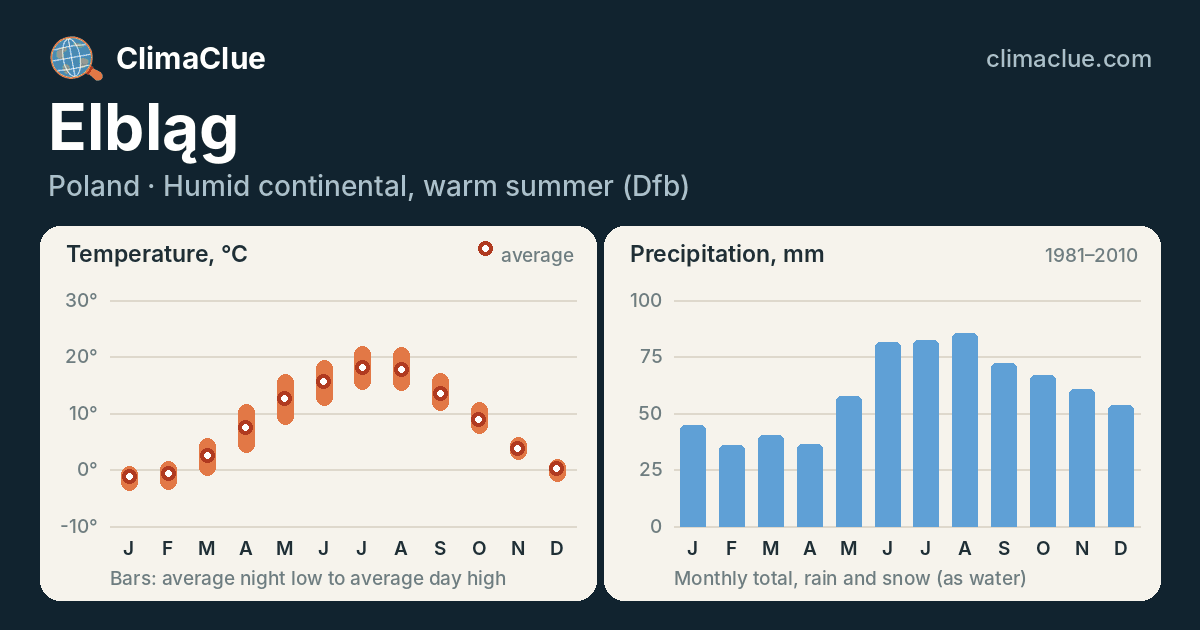 ClimaClue
climaclue.com
Elbląg
Poland · Humid continental, warm summer (Dfb)
Temperature, °C
average
30°
20°
10°
0°
-10°
J F M A M J J A S O N D
Bars: average night low to average day high
Precipitation, mm
1981–2010
100
75
50
25
0
J F M A M J J A S O N D
Monthly total, rain and snow (as water)